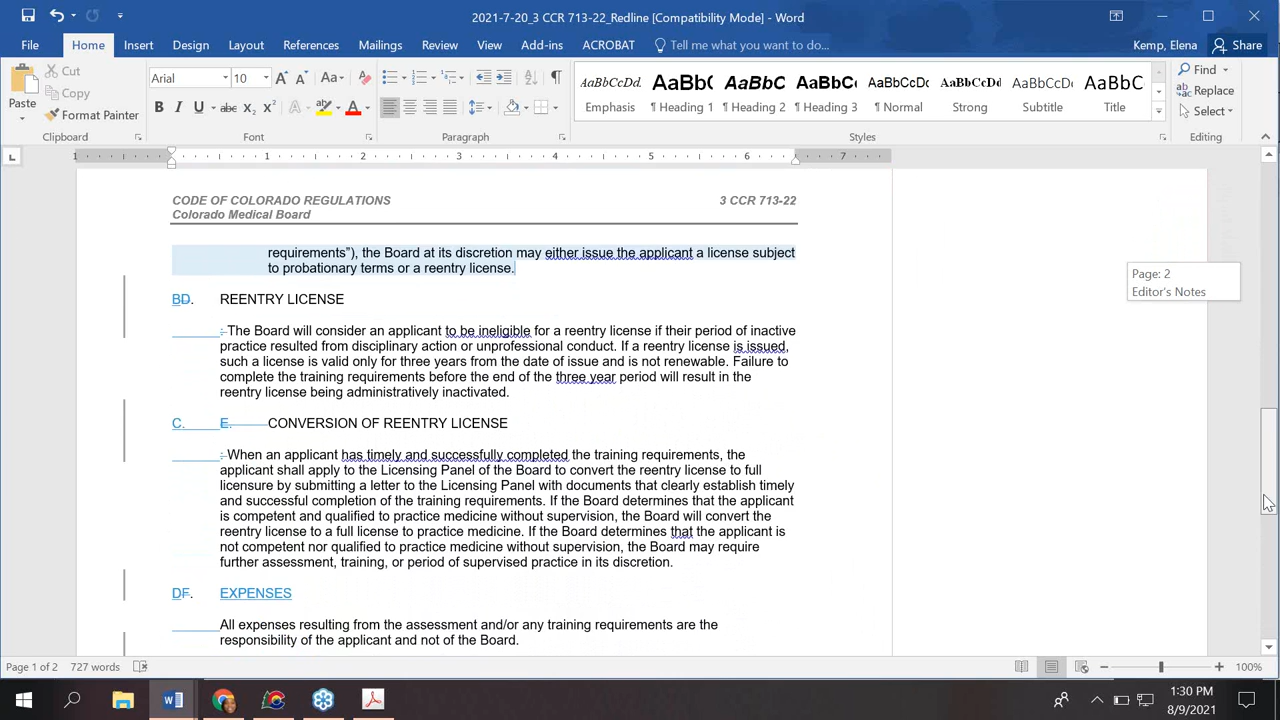 2021-7-20_3 CCR 713-22_Redline [Compatibility Mode] - Word
File Home Insert Design Layout References Mailings Review View Add-ins ACROBAT Tell me what you want to do... Kemp, Elena Share
Paste
Cut
Copy
Format Painter
Clipboard
Arial 10
Font
Paragraph
AaBbCcDd. AaBb( AaBb( AaBbC( AaBbCcDd AaBbCcDd. AaBbCcDd AaBbC
Emphasis ¶ Heading 1 ¶ Heading 2 ¶ Heading 3 ¶ Normal Strong Subtitle Title
Styles
Find
Replace
Select
Editing
1 1 2 3 4 5 6 7
CODE OF COLORADO REGULATIONS 3 CCR 713-22
Colorado Medical Board
requirements”), the Board at its discretion may either issue the applicant a license subject
to probationary terms or a reentry license.
BD. REENTRY LICENSE
: The Board will consider an applicant to be ineligible for a reentry license if their period of inactive
practice resulted from disciplinary action or unprofessional conduct. If a reentry license is issued,
such a license is valid only for three years from the date of issue and is not renewable. Failure to
complete the training requirements before the end of the three year period will result in the
reentry license being administratively inactivated.
C. E. CONVERSION OF REENTRY LICENSE
: When an applicant has timely and successfully completed the training requirements, the
applicant shall apply to the Licensing Panel of the Board to convert the reentry license to full
licensure by submitting a letter to the Licensing Panel with documents that clearly establish timely
and successful completion of the training requirements. If the Board determines that the applicant
is competent and qualified to practice medicine without supervision, the Board will convert the
reentry license to a full license to practice medicine. If the Board determines that the applicant is
not competent nor qualified to practice medicine without supervision, the Board may require
further assessment, training, or period of supervised practice in its discretion.
DF. EXPENSES
All expenses resulting from the assessment and/or any training requirements are the
responsibility of the applicant and not of the Board.
Page: 2
Editor's Notes
Page 1 of 2 727 words 100%
1:30 PM
8/9/2021